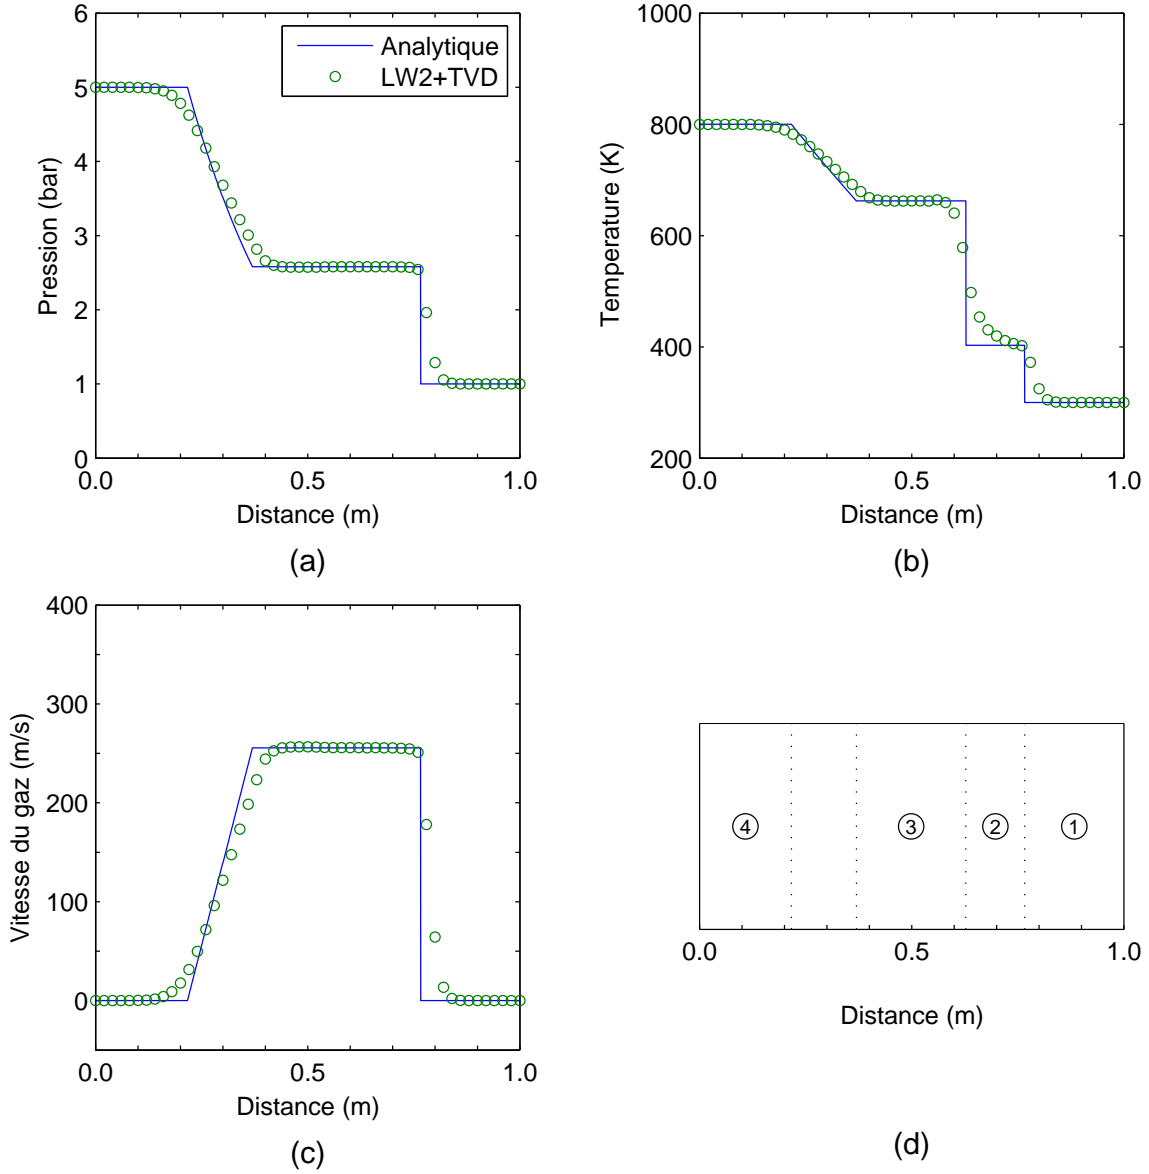 6
5
4
3
2
1
0
Pression (bar)
Analytique
LW2+TVD
0.0 0.5 1.0
Distance (m)
(a)
1000
800
600
400
200
Temperature (K)
0.0 0.5 1.0
Distance (m)
(b)
400
300
200
100
0
Vitesse du gaz (m/s)
0.0 0.5 1.0
Distance (m)
(c)
4 3 2 1
0.0 0.5 1.0
Distance (m)
(d)